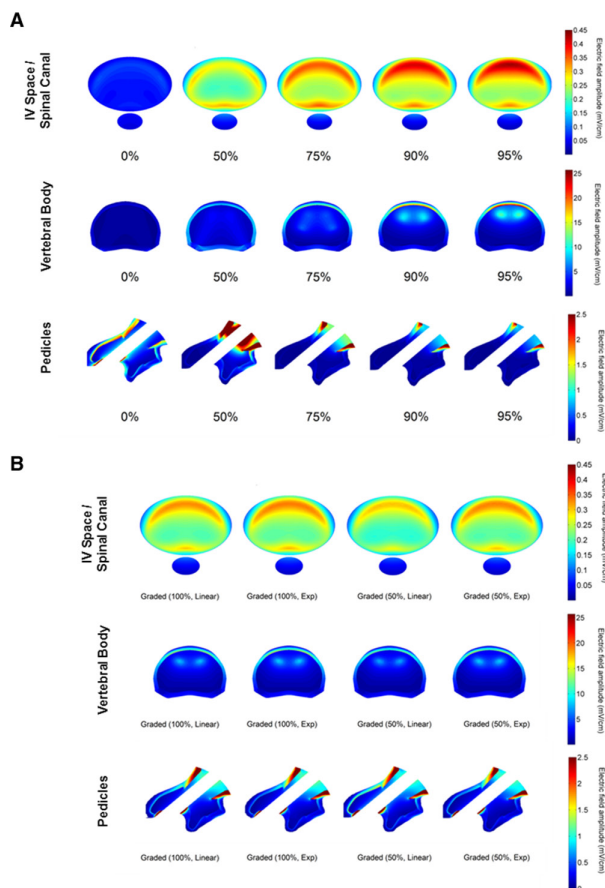 A
IV Space /
Spinal Canal
0%
50%
75%
90%
95%
0.45
0.4
0.35
0.3
0.25
0.2
0.15
0.1
0.05
Electric field amplitude (mV/cm)
Vertebral Body
0%
50%
75%
90%
95%
25
20
15
10
5
Electric field amplitude (mV/cm)
Pedicles
0%
50%
75%
90%
95%
2.5
2
1.5
1
0.5
0
Electric field amplitude (mV/cm)
B
IV Space /
Spinal Canal
Graded (100%, Linear)
Graded (100%, Exp)
Graded (50%, Linear)
Graded (50%, Exp)
0.45
0.4
0.35
0.3
0.25
0.2
0.15
0.1
0.05
Vertebral Body
Graded (100%, Linear)
Graded (100%, Exp)
Graded (50%, Linear)
Graded (50%, Exp)
25
20
15
10
5
Electric field amplitude (mV/cm)
Pedicles
Graded (100%, Linear)
Graded (100%, Exp)
Graded (50%, Linear)
Graded (50%, Exp)
2.5
2
1.5
1
0.5
0
Electric field amplitude (mV/cm)